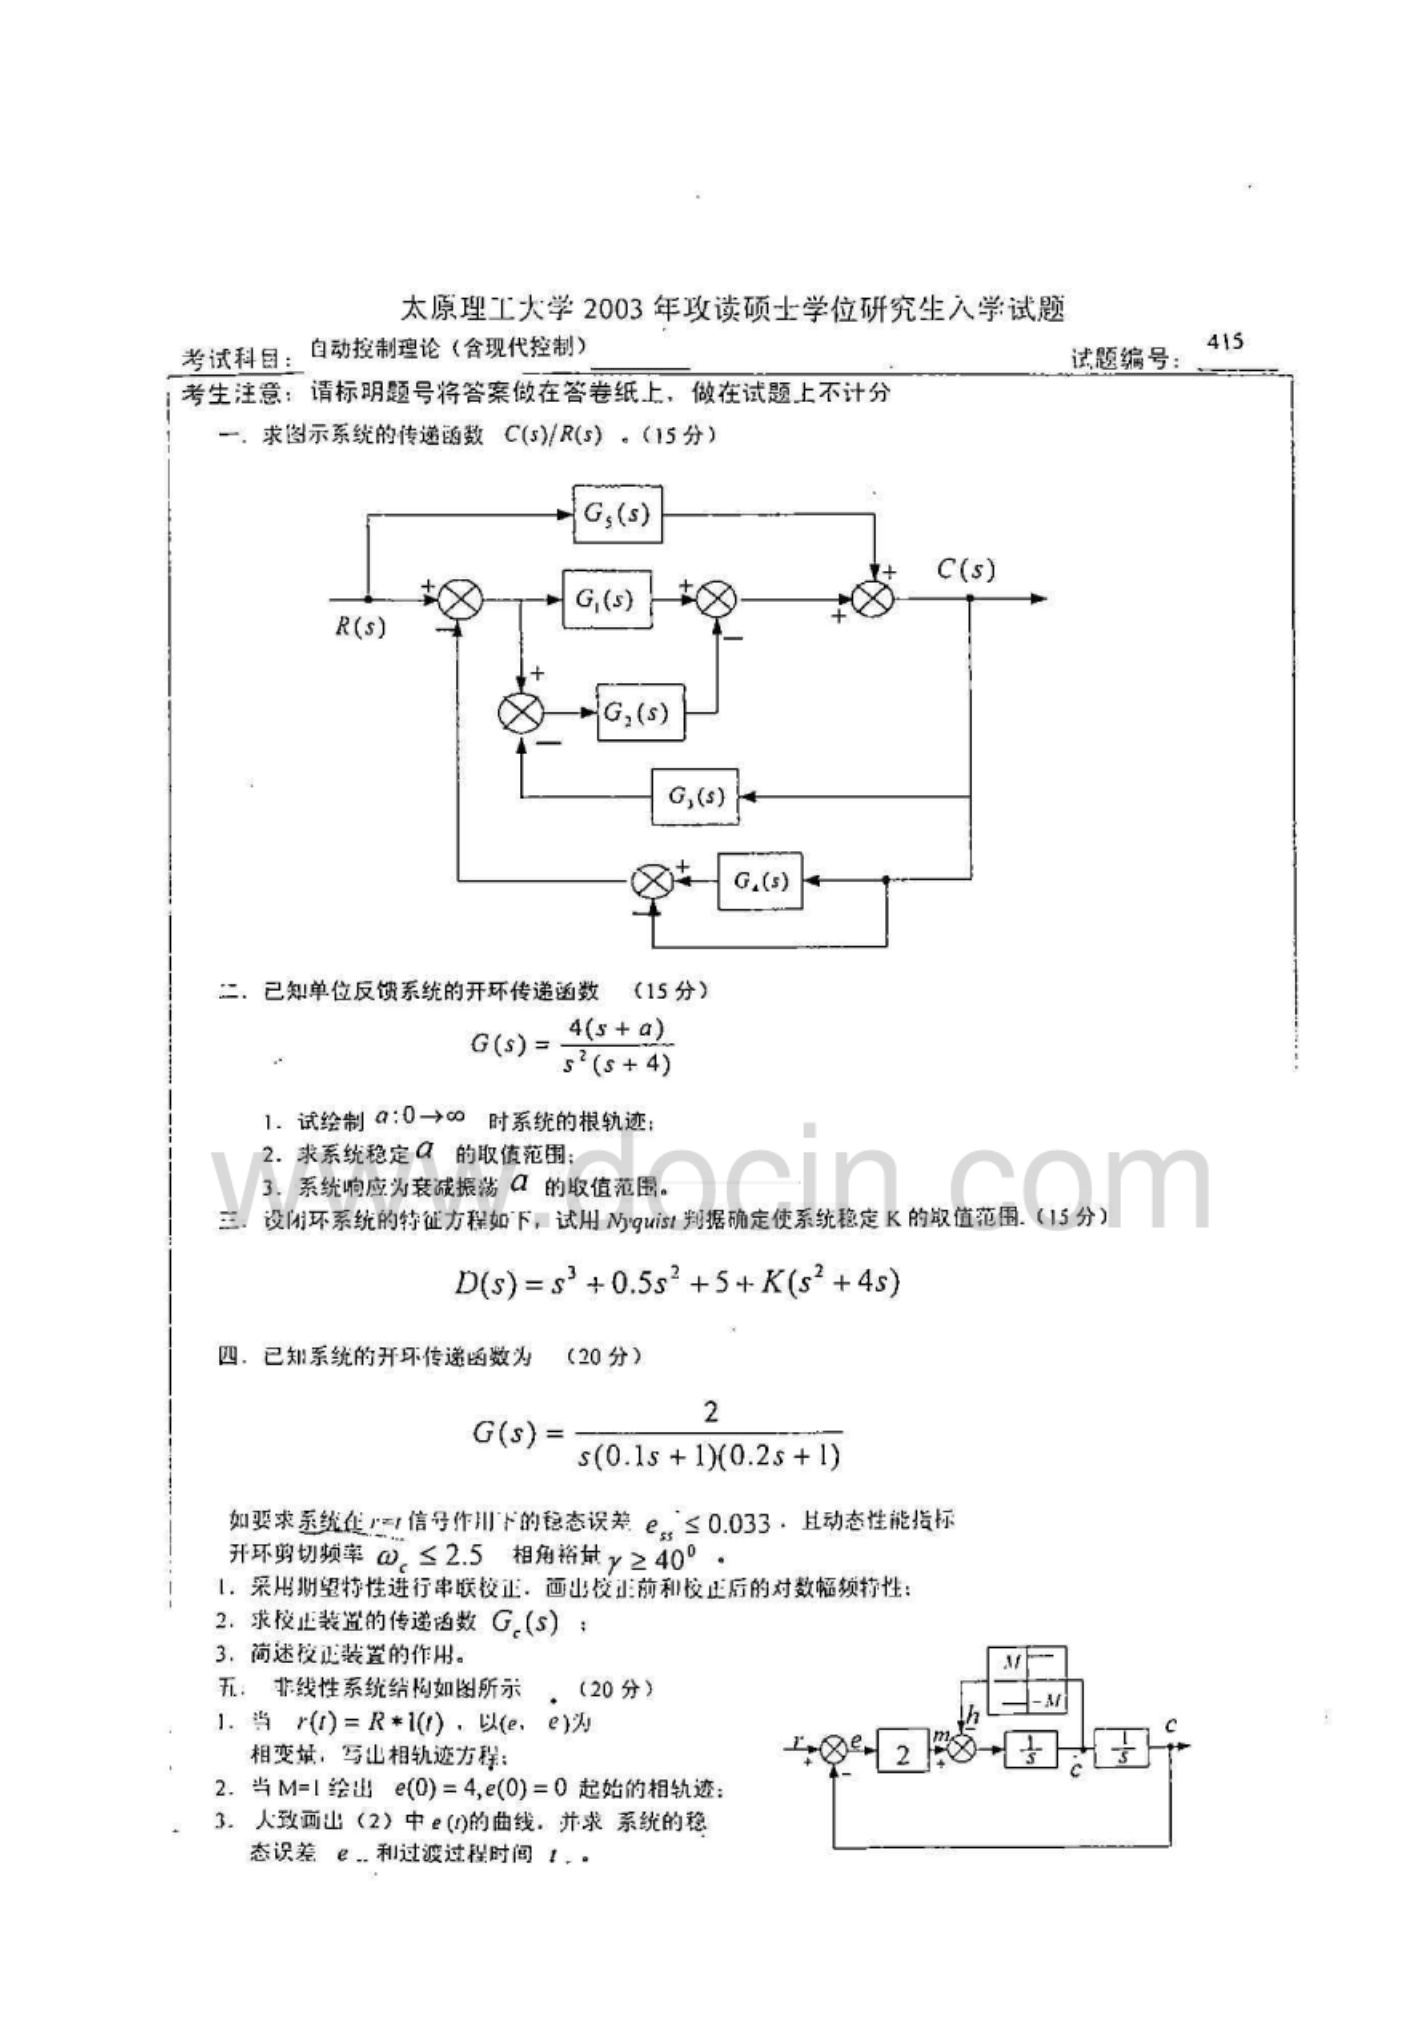 太原理工大学 2003 年攻读硕士学位研究生入学试题
考试科目: 自动控制理论(含现代控制) 试题编号: 415
考生注意: 请标明题号将答案做在答卷纸上, 做在试题上不计分
一. 求图示系统的传递函数 C(s)/R(s) 。(15 分)
G₅(s)
C(s)
+ G₁(s) + + +
R(s) − −
+
G₂(s)
−
G₃(s)
+ G₄(s)
−
二. 已知单位反馈系统的开环传递函数 (15 分)
G(s) = 4(s + a) / s²(s + 4)
1. 试绘制 a:0→∞ 时系统的根轨迹;
2. 求系统稳定 a 的取值范围;
3. 系统响应为衰减振荡 a 的取值范围。
www.docin.com
三. 设闭环系统的特征方程如下, 试用 Nyquist 判据确定使系统稳定 K 的取值范围. (15 分)
D(s) = s³ + 0.5s² + 5 + K(s² + 4s)
四. 已知系统的开环传递函数为 (20 分)
G(s) = 2 / s(0.1s + 1)(0.2s + 1)
如要求系统在 r=t 信号作用下的稳态误差 eₛₛ ≤ 0.033 . 且动态性能指标
开环剪切频率 ω_c ≤ 2.5 相角裕量 γ ≥ 40⁰ 。
1. 采用期望特性进行串联校正. 画出校正前和校正后的对数幅频特性;
2. 求校正装置的传递函数 G_c(s) ;
3. 简述校正装置的作用。
五. 非线性系统结构如图所示 . (20 分)
1. 当 r(t) = R*1(t) , 以(e, e)为
相变量, 写出相轨迹方程;
2. 当 M=1 绘出 e(0) = 4, e(0) = 0 起始的相轨迹;
3. 大致画出(2)中 e(t)的曲线. 并求 系统的稳
态误差 e 和过渡过程时间 t 。
M
-M
h
r + e 2 m + − 1/s ċ 1/s c
−